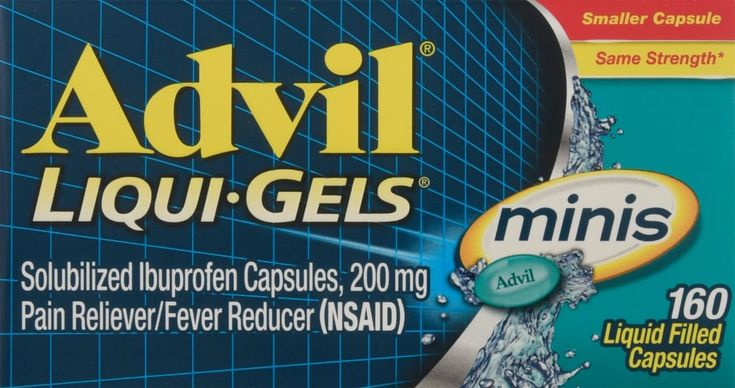 Advil®
LIQUI·GELS®
Solubilized Ibuprofen Capsules, 200 mg
Pain Reliever/Fever Reducer (NSAID)
Smaller Capsule
Same Strength*
minis
Advil
160
Liquid Filled
Capsules